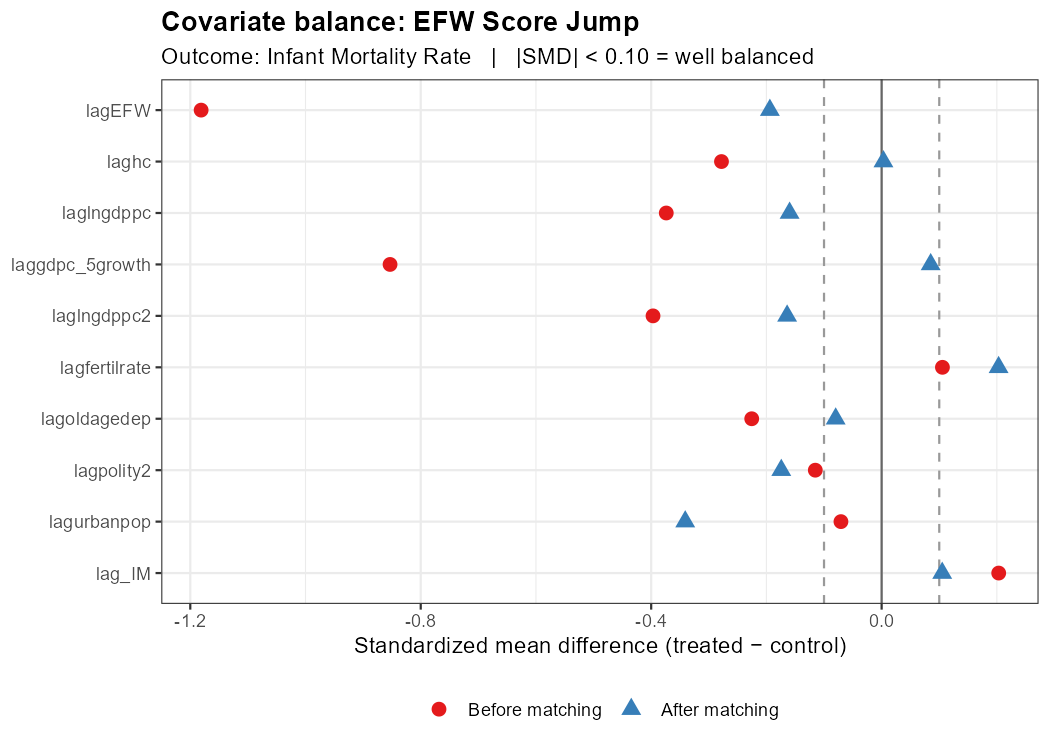 Covariate balance: EFW Score Jump
Outcome: Infant Mortality Rate | |SMD| < 0.10 = well balanced
lagEFW
laghc
laglngdppc
laggdpc_5growth
laglngdppc2
lagfertilrate
lagoldagedep
lagpolity2
lagurbanpop
lag_IM
-1.2 -0.8 -0.4 0.0
Standardized mean difference (treated − control)
Before matching After matching